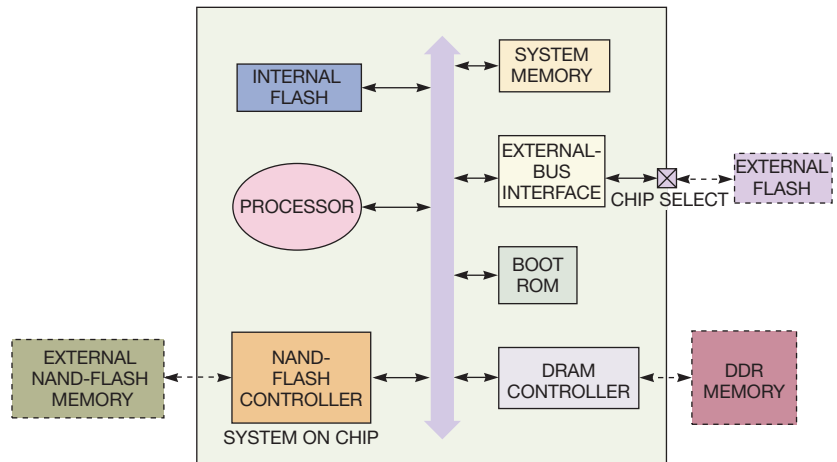 SYSTEM
MEMORY
INTERNAL
FLASH
EXTERNAL-
BUS
INTERFACE
EXTERNAL
FLASH
CHIP SELECT
PROCESSOR
BOOT
ROM
EXTERNAL
NAND-FLASH
MEMORY
NAND-
FLASH
CONTROLLER
DRAM
CONTROLLER
DDR
MEMORY
SYSTEM ON CHIP